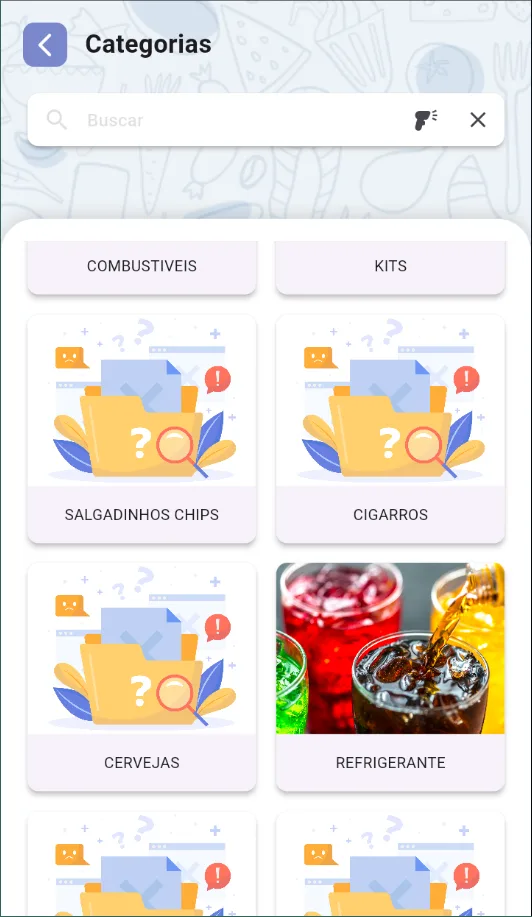 Categorias
Buscar
COMBUSTIVEIS
KITS
SALGADINHOS CHIPS
CIGARROS
CERVEJAS
REFRIGERANTE